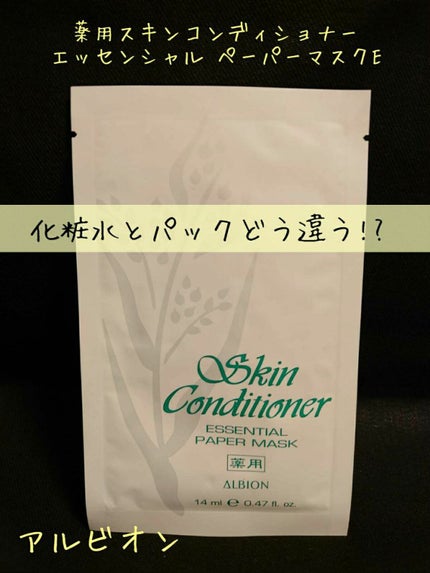 薬用スキンコンディショナー
エッセンシャル ペーパーマスクE
化粧水とパックどう違う!?
Skin
Conditioner
ESSENTIAL
PAPER MASK
薬用
ALBION
14 ml ℮ 0.47 fl. oz.
アルビオン